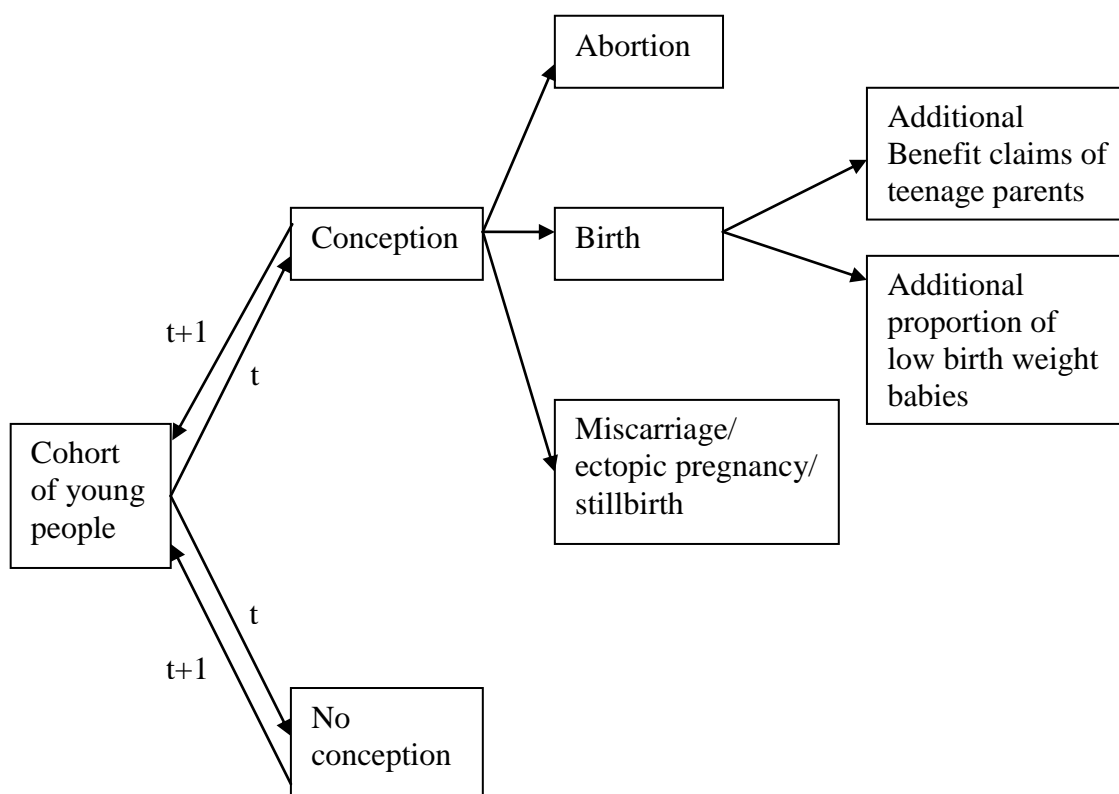 Abortion
Additional
Benefit claims of
teenage parents
Conception
Birth
Additional
proportion of
low birth weight
babies
t+1
t
Miscarriage/
ectopic pregnancy/
stillbirth
Cohort
of young
people
t
t+1
No
conception